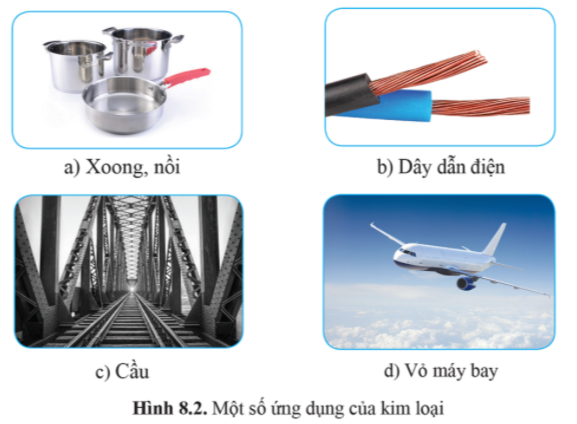 a) Xoong, nồi
b) Dây dẫn điện
c) Cầu
d) Vỏ máy bay
Hình 8.2. Một số ứng dụng của kim loại